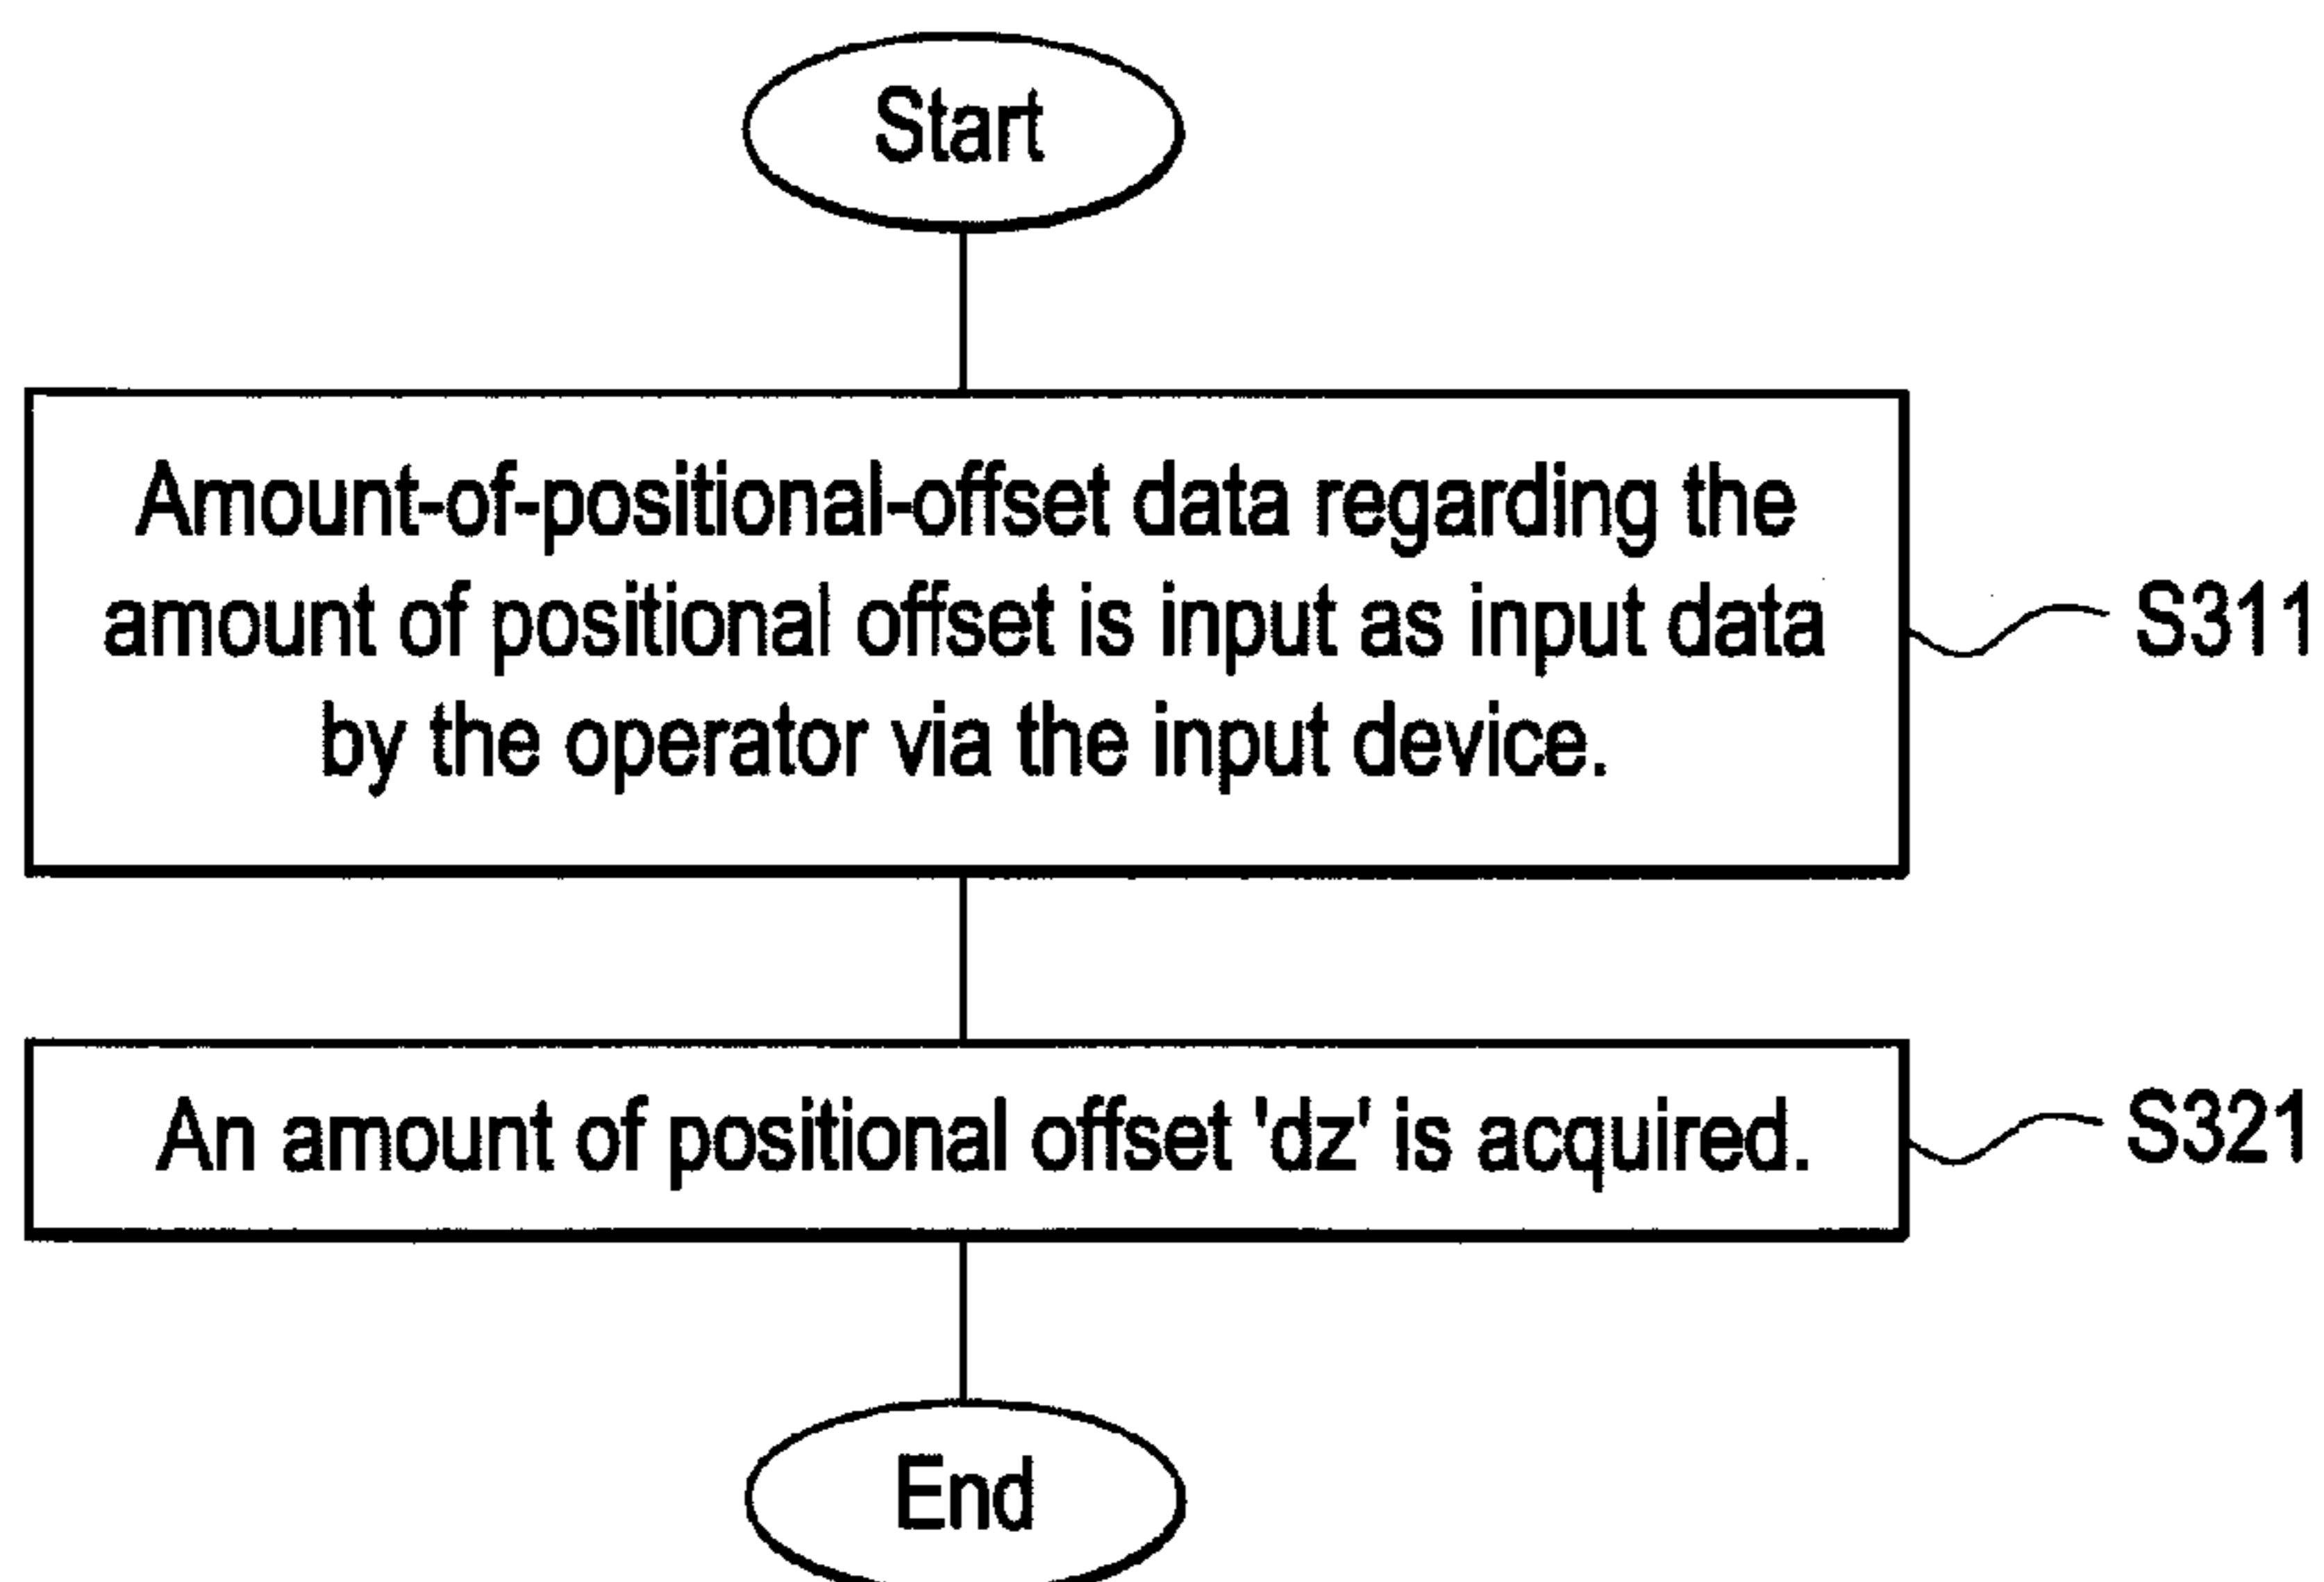 Start
Amount-of-positional-offset data regarding the
amount of positional offset is input as input data
by the operator via the input device.
S311
An amount of positional offset 'dz' is acquired.
S321
End